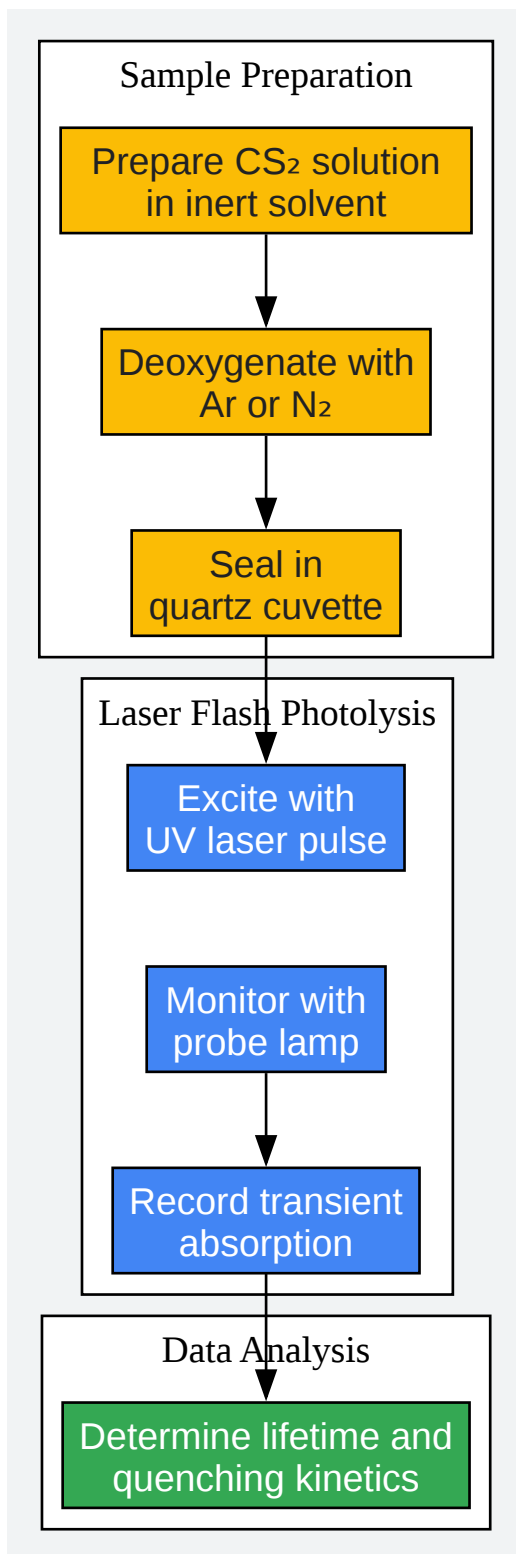 Sample Preparation
Prepare CS₂ solution
in inert solvent
Deoxygenate with
Ar or N₂
Seal in
quartz cuvette
Laser Flash Photolysis
Excite with
UV laser pulse
Monitor with
probe lamp
Record transient
absorption
Data Analysis
Determine lifetime and
quenching kinetics